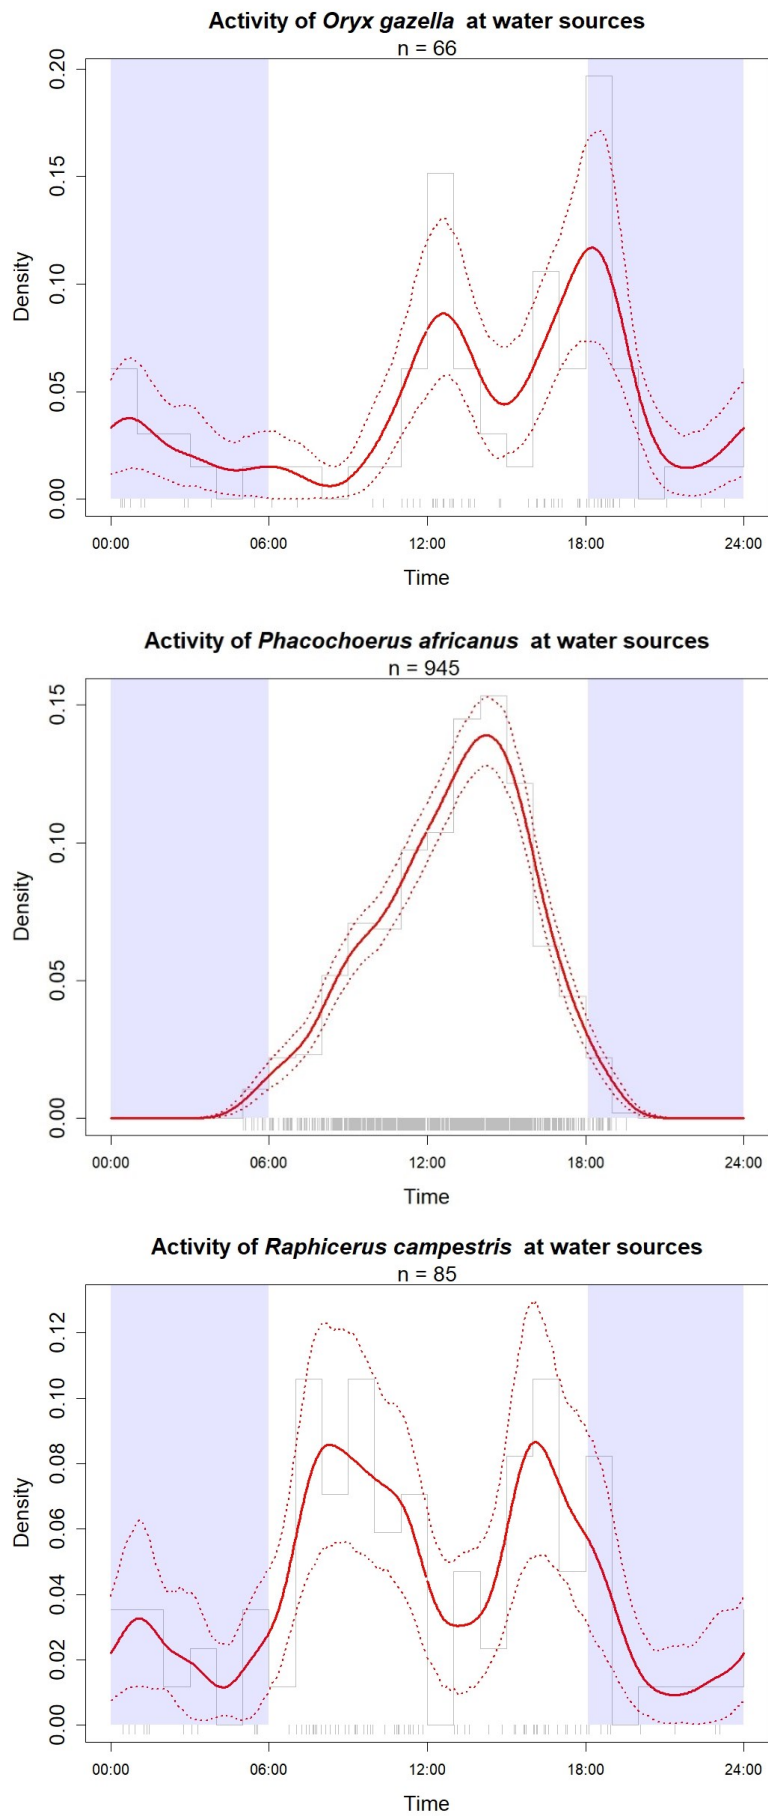 Activity of Oryx gazella at water sources
n = 66
0.20
0.15
0.10
0.05
0.00
Density
00:00 06:00 12:00 18:00 24:00
Time
Activity of Phacochoerus africanus at water sources
n = 945
0.15
0.10
0.05
0.00
Density
00:00 06:00 12:00 18:00 24:00
Time
Activity of Raphicerus campestris at water sources
n = 85
0.12
0.10
0.08
0.06
0.04
0.02
0.00
Density
00:00 06:00 12:00 18:00 24:00
Time